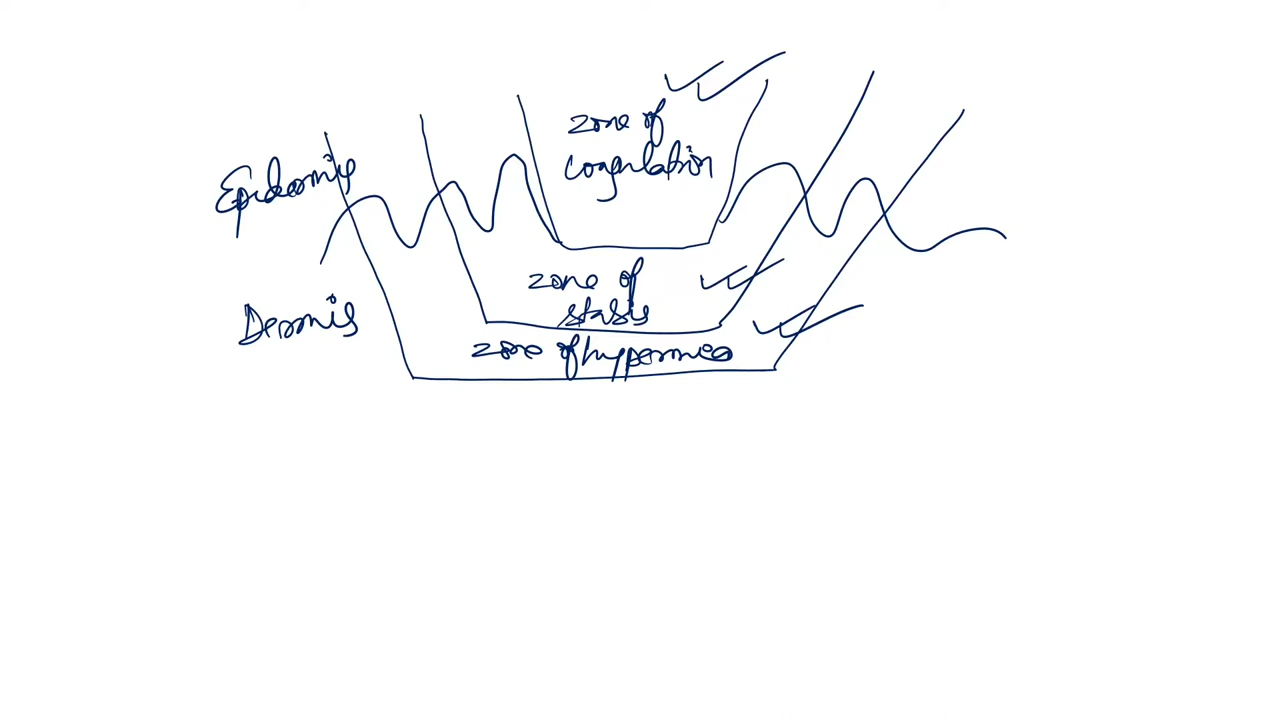 zone of
coagulation
Epidermis
zone of
stasis
Dermis
zone of hyperemia